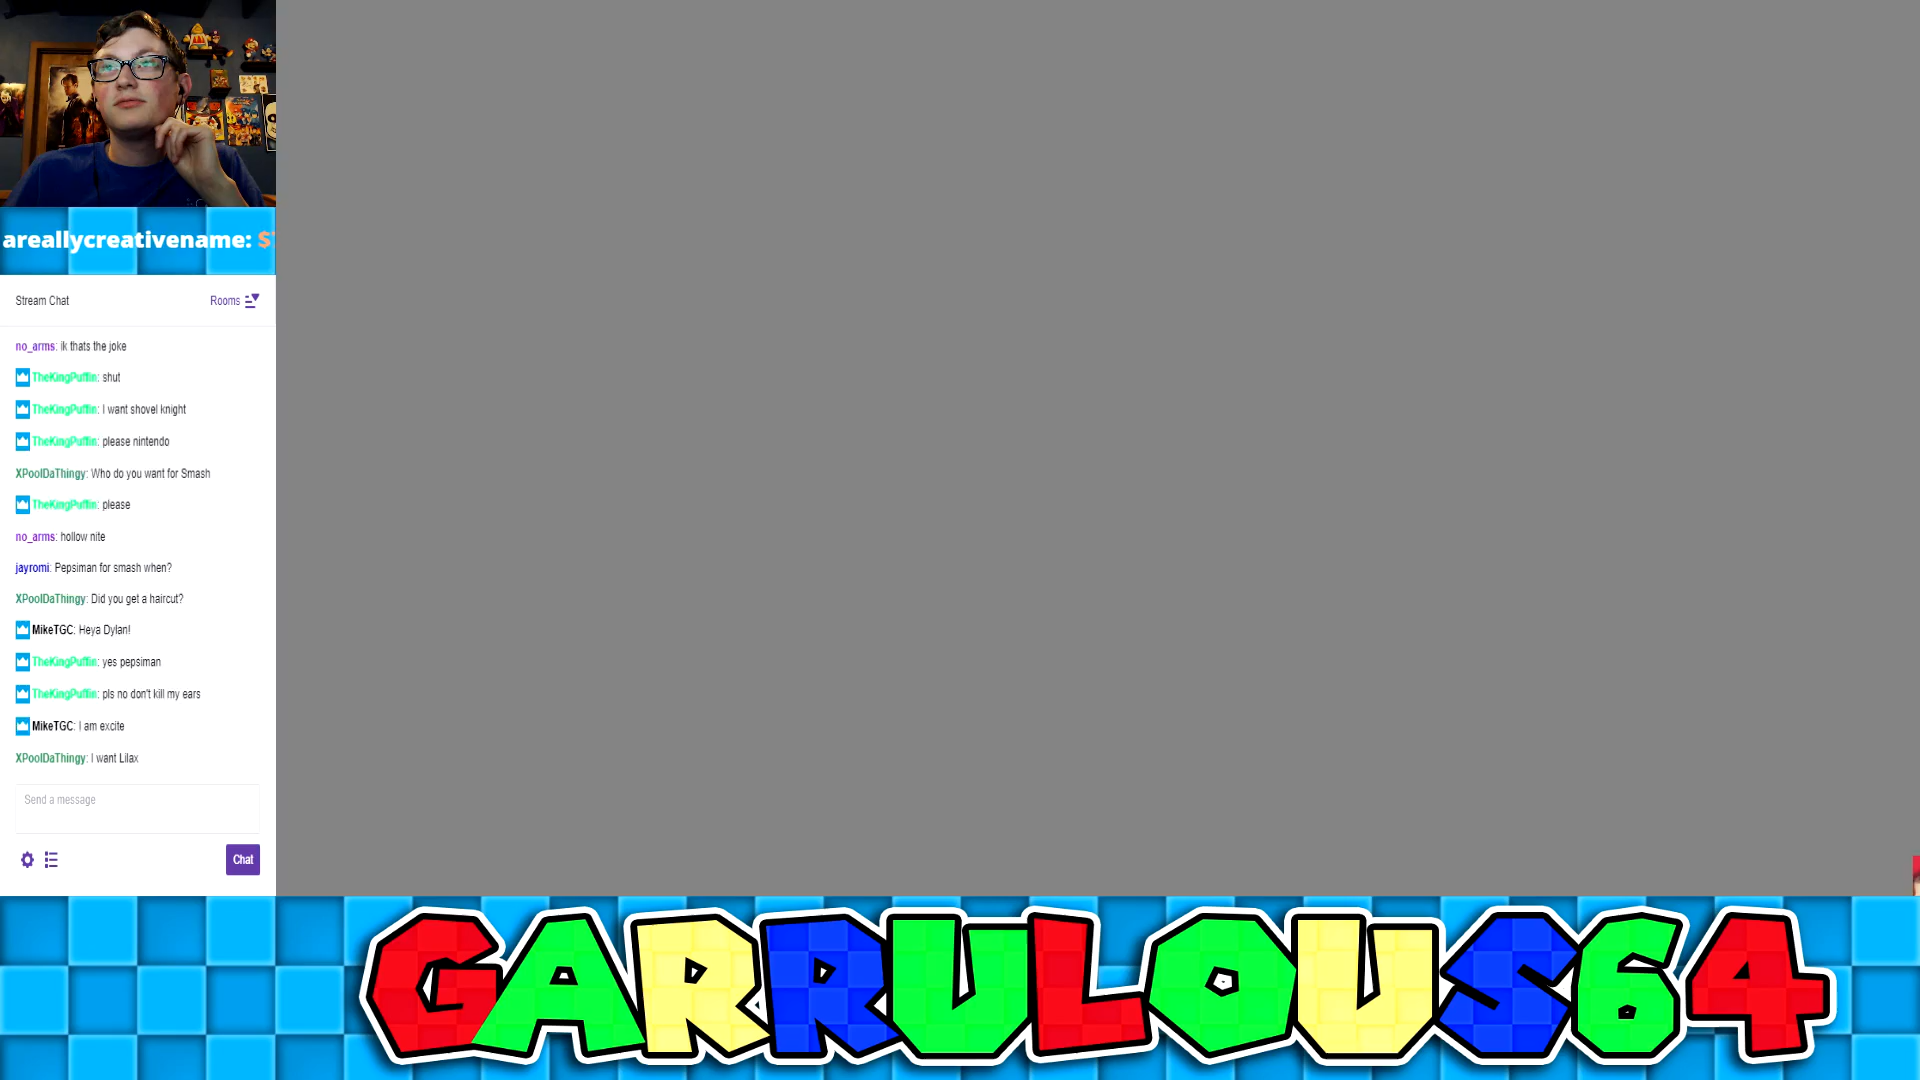 areallycreativename: $
Stream Chat
Rooms
no_arms: ik thats the joke
TheKingPuffin: shut
TheKingPuffin: I want shovel knight
TheKingPuffin: please nintendo
XPoolDaThingy: Who do you want for Smash
TheKingPuffin: please
no_arms: hollow nite
jayromi: Pepsiman for smash when?
XPoolDaThingy: Did you get a haircut?
MikeTGC: Heya Dylan!
TheKingPuffin: yes pepsiman
TheKingPuffin: pls no don't kill my ears
MikeTGC: I am excite
XPoolDaThingy: I want Lilax
Send a message
Chat
GARRULOUS64